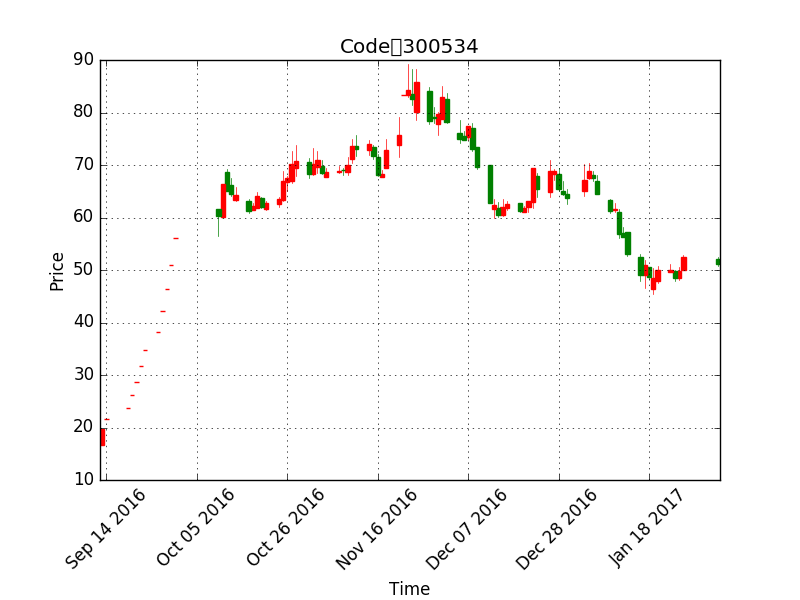 Code▯300534
90
80
70
60
50
40
30
20
10
Price
Sep 14 2016
Oct 05 2016
Oct 26 2016
Nov 16 2016
Dec 07 2016
Dec 28 2016
Jan 18 2017
Time